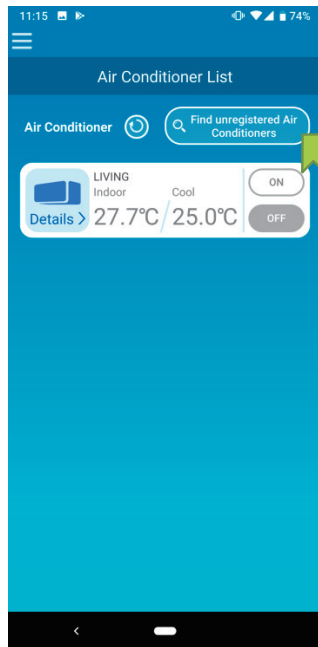 11:15
74%
Air Conditioner List
Air Conditioner
Find unregistered Air
Conditioners
LIVING
Indoor
Cool
ON
Details
27.7℃
25.0℃
OFF